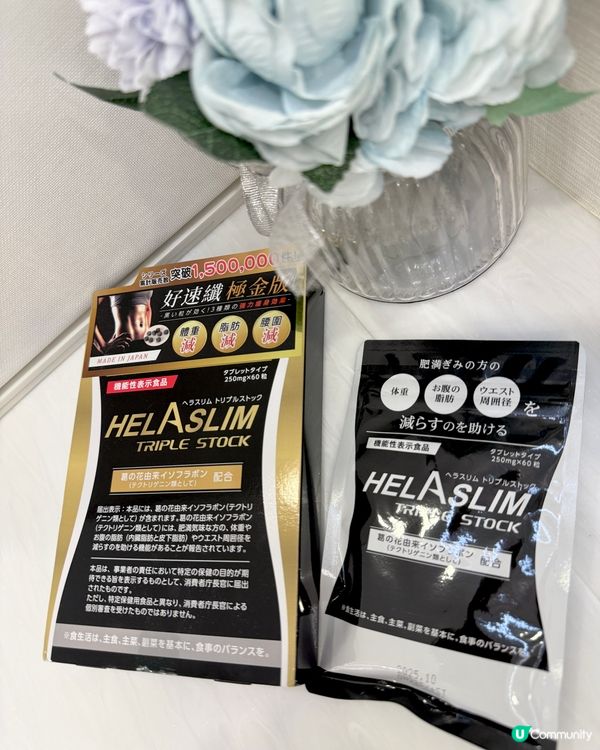 シリーズ
累計販売数 突破1,500,000件!
好速纖 極金版
-黒い粒が効く!3種類の強力瘦身効果-
體重減
脂肪減
腰圍減
MADE IN JAPAN
機能性表示食品
タブレットタイプ
250mg×60粒
ヘラスリム トリプルストック
HELASLIM
TRIPLE STOCK
葛の花由来イソフラボン
(テクトリゲニン類として)
配合
届出表示:本品には、葛の花由来イソフラボン(テクトリ
ゲニン類として)が含まれます。葛の花由来イソフラボン
(テクトリゲニン類として)には、肥満気味な方の、体重や
お腹の脂肪(内臓脂肪と皮下脂肪)やウエスト周囲径を
減らすのを助ける機能があることが報告されています。
本品は、事業者の責任において特定の保健の目的が期
待できる旨を表示するものとして、消費者庁長官に届出
されたものです。
ただし、特定保健用食品と異なり、消費者庁長官による
個別審査を受けたものではありません。
※食生活は、主食、主菜、副菜を基本に、食事のバランスを。
肥満ぎみの方の
体重
お腹の
脂肪
ウエスト
周囲径
を
減らすのを助ける
機能性表示食品
タブレットタイプ
250mg×60粒
ヘラスリム トリプルストック
HELASLIM
TRIPLE STOCK
葛の花由来イソフラボン
(テクトリゲニン類として)
配合
※食生活は、主食、主菜、副菜を基本に、食事のバランスを。
2025.10
U Community